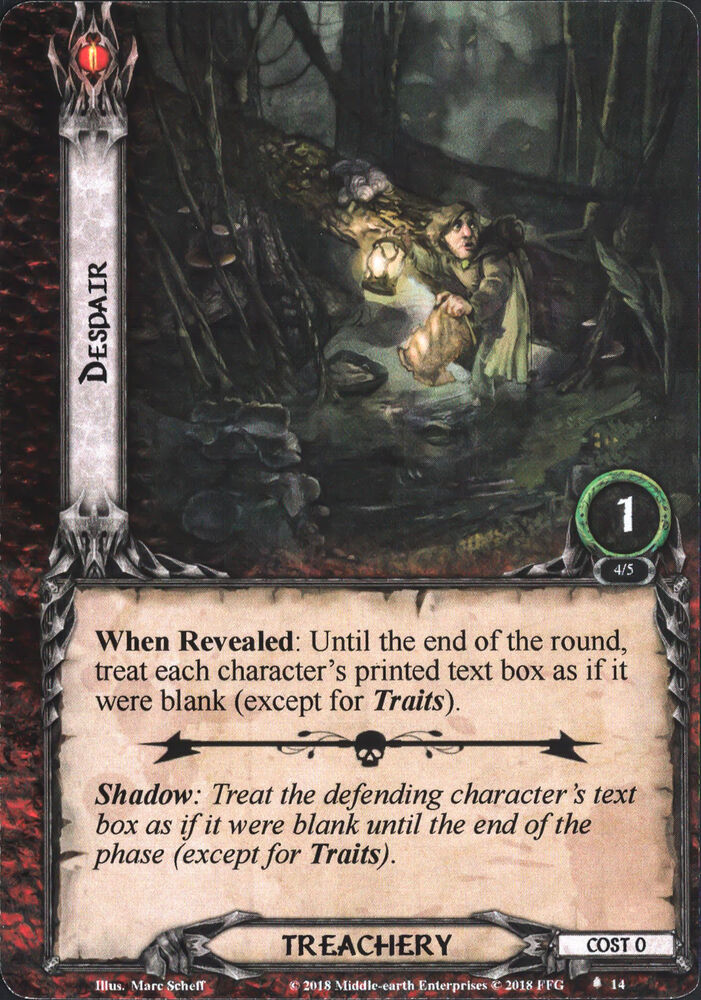 DESPAIR
1
4/5
When Revealed: Until the end of the round,
treat each character's printed text box as if it
were blank (except for Traits).
Shadow: Treat the defending character's text
box as if it were blank until the end of the
phase (except for Traits).
TREACHERY
COST 0
Illus. Marc Scheff
© 2018 Middle-earth Enterprises © 2018 FFG
14